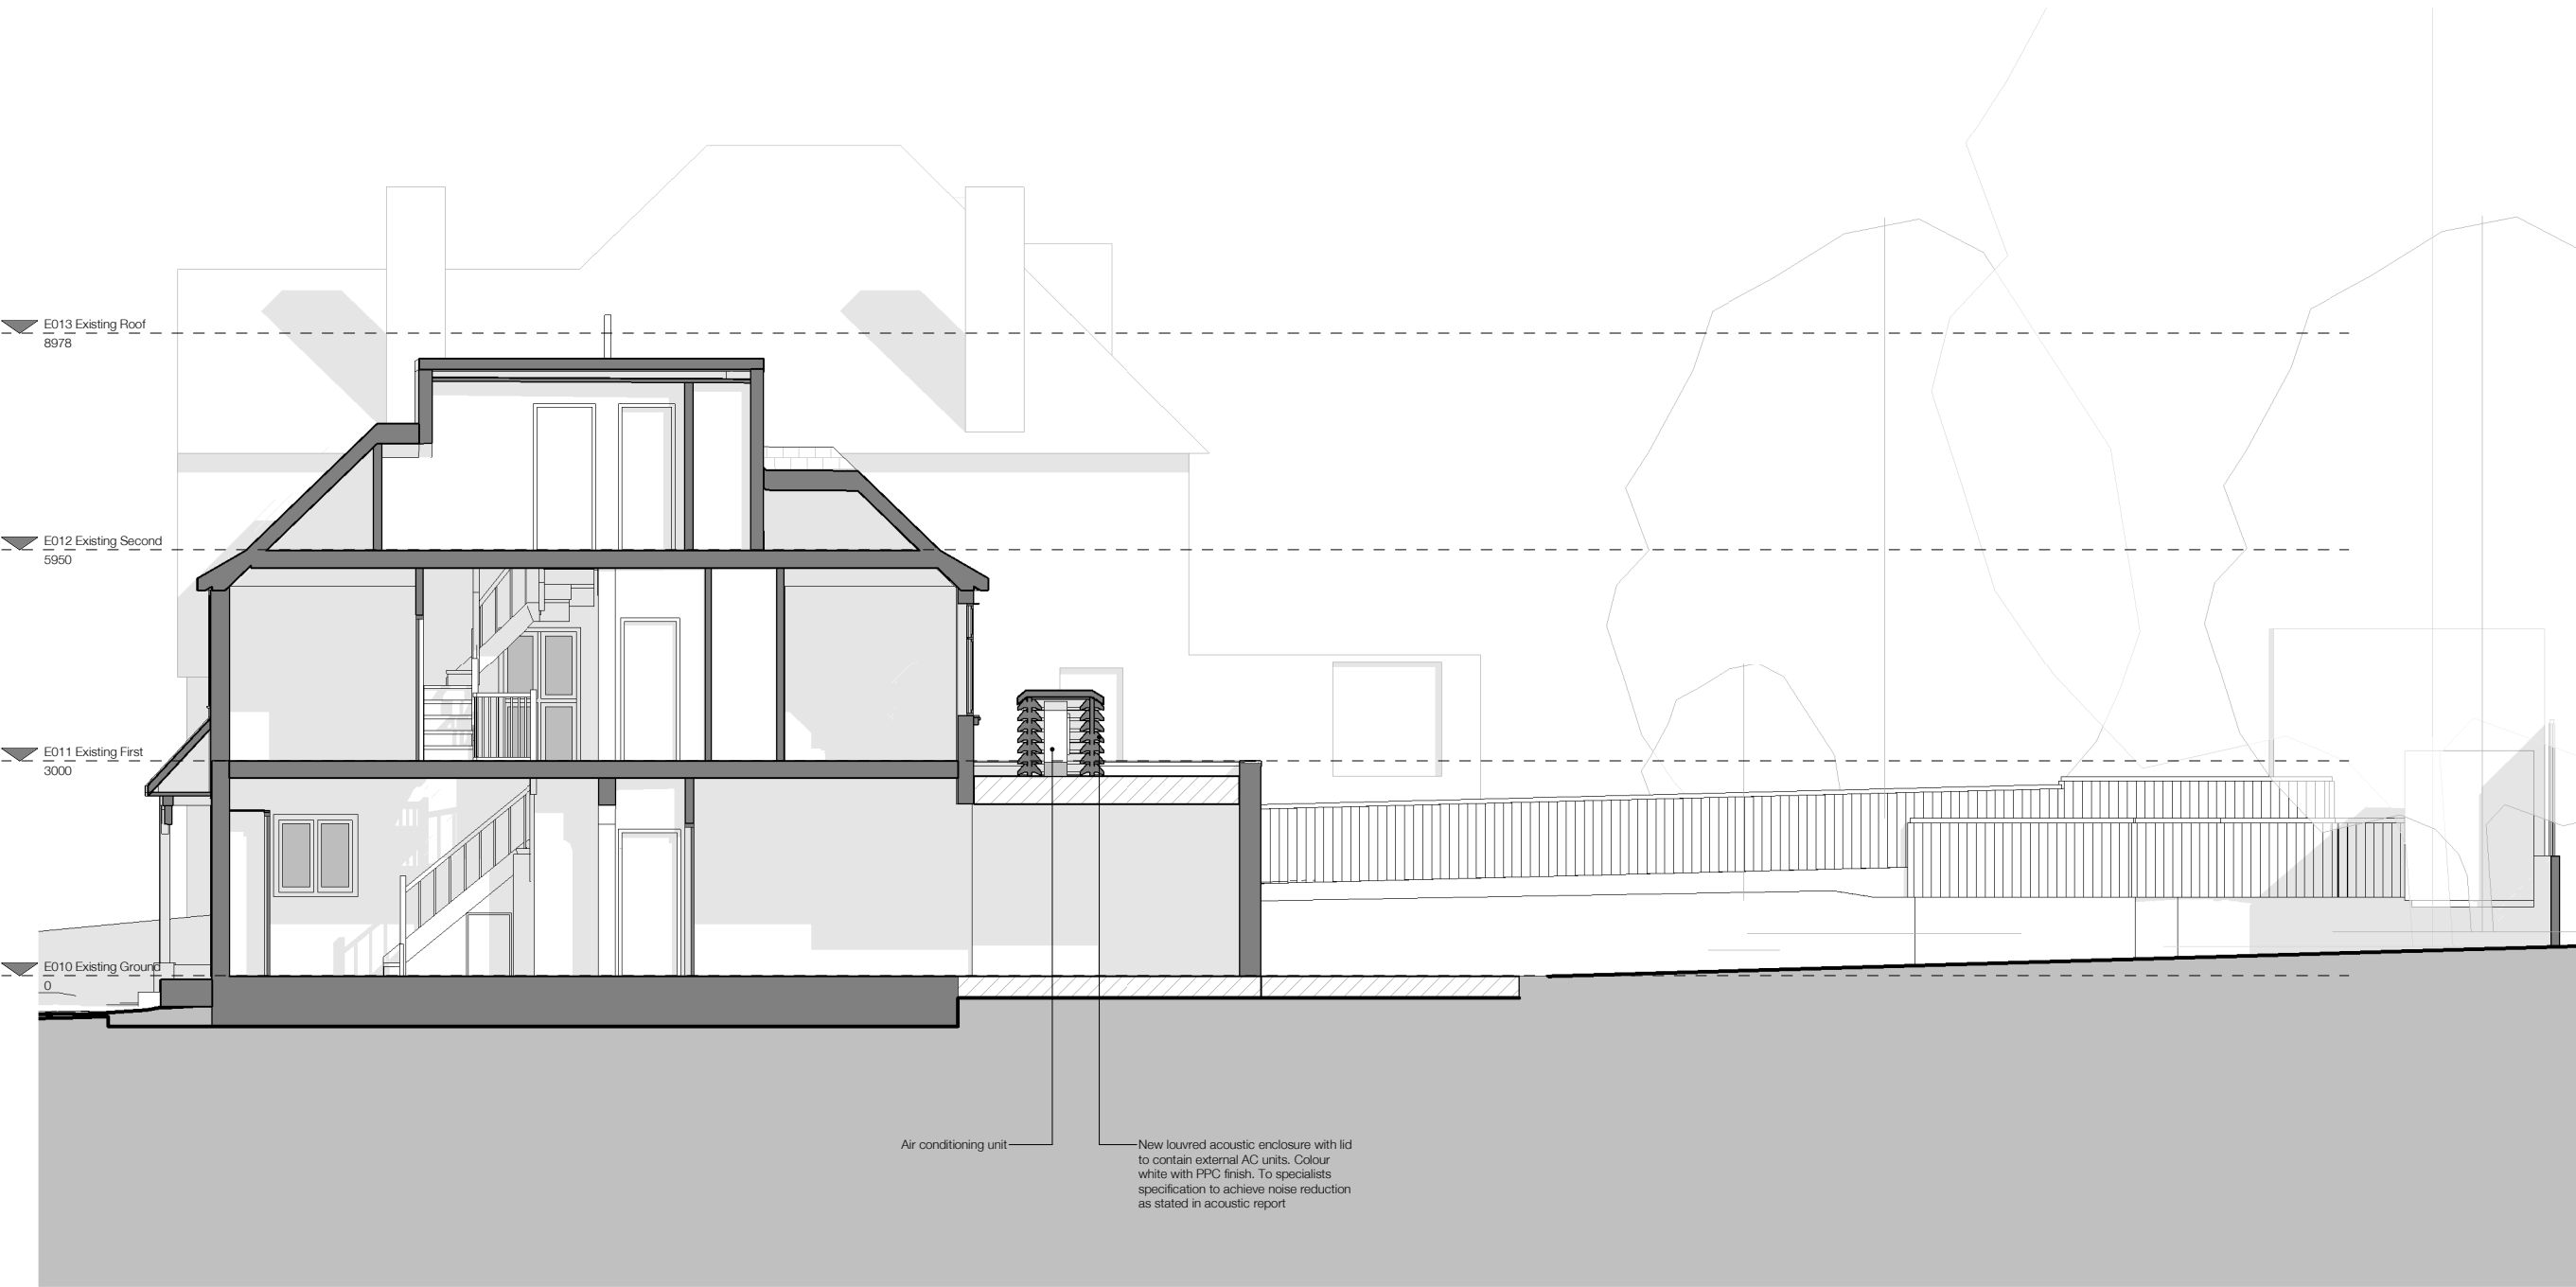 E013 Existing Roof
8978
E012 Existing Second
5950
E011 Existing First
3000
E010 Existing Ground
0
Air conditioning unit
New louvred acoustic enclosure with lid
to contain external AC units. Colour
white with PPC finish. To specialists
specification to achieve noise reduction
as stated in acoustic report